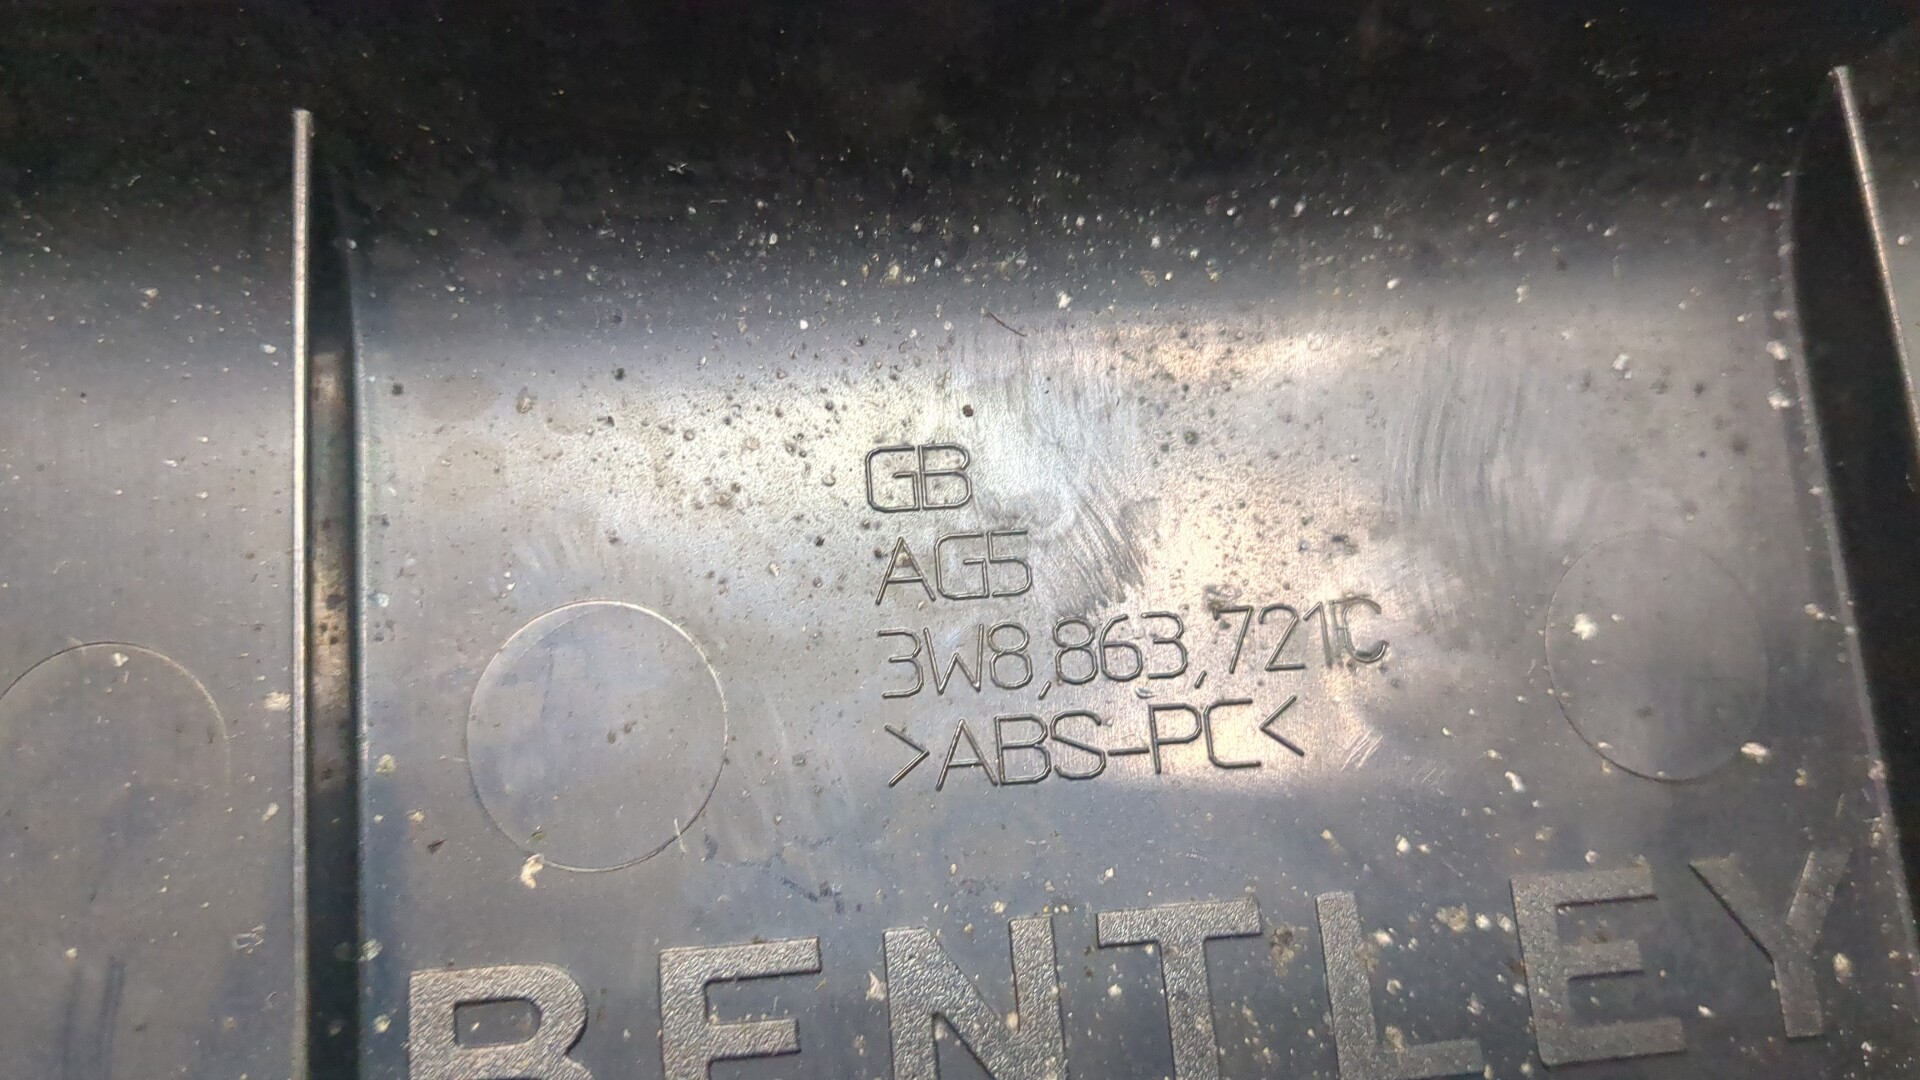 GB
AG5
3W8,863,721C
>ABS-PC<
BENTLEY